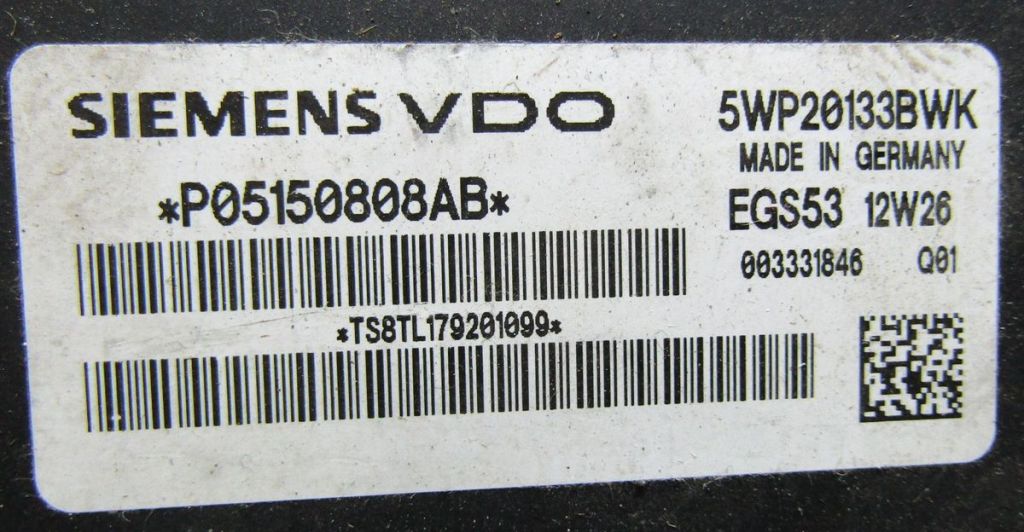 SIEMENS VDO
5WP20133BWK
MADE IN GERMANY
*P05150808AB*
EGS53 12W26
003331846 Q01
*TS8TL179201099*